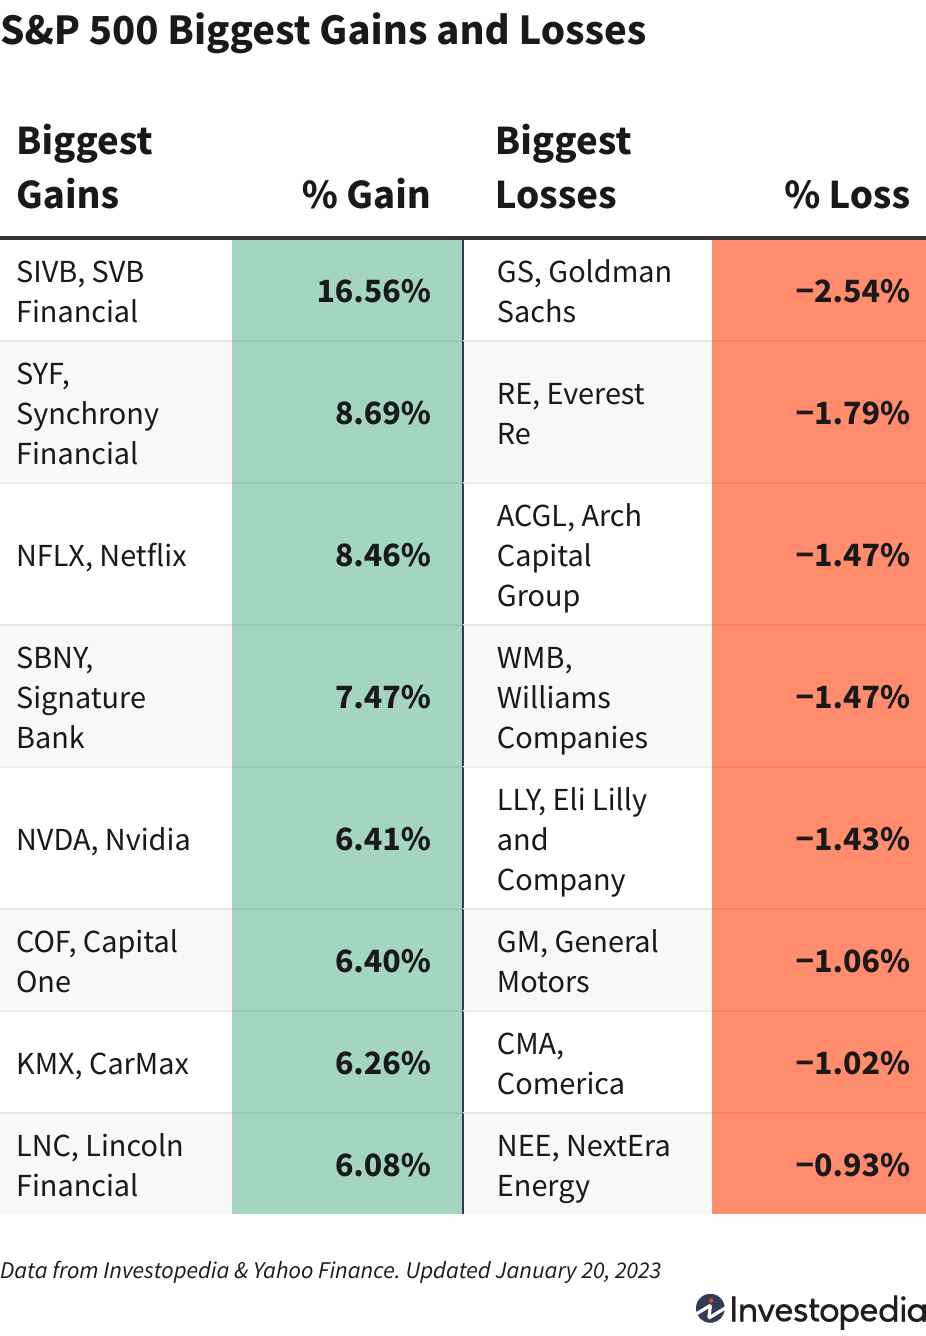 S&P 500 Biggest Gains and Losses
Biggest
Gains
% Gain
Biggest
Losses
% Loss
SIVB, SVB
Financial
16.56%
GS, Goldman
Sachs
−2.54%
SYF,
Synchrony
Financial
8.69%
RE, Everest
Re
−1.79%
NFLX, Netflix
8.46%
ACGL, Arch
Capital
Group
−1.47%
SBNY,
Signature
Bank
7.47%
WMB,
Williams
Companies
−1.47%
NVDA, Nvidia
6.41%
LLY, Eli Lilly
and
Company
−1.43%
COF, Capital
One
6.40%
GM, General
Motors
−1.06%
KMX, CarMax
6.26%
CMA,
Comerica
−1.02%
LNC, Lincoln
Financial
6.08%
NEE, NextEra
Energy
−0.93%
Data from Investopedia & Yahoo Finance. Updated January 20, 2023
Investopedia